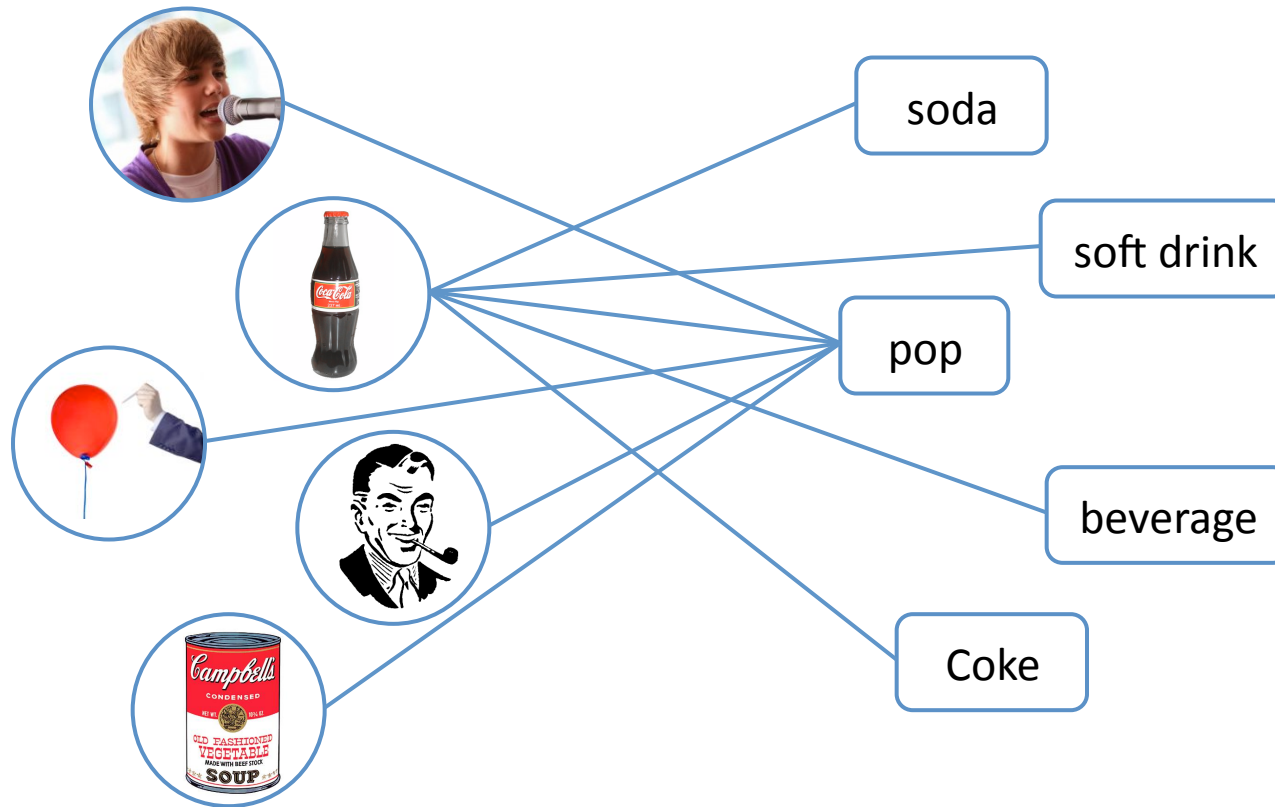 soda
soft drink
pop
beverage
Coke
Coca-Cola
Campbell's
CONDENSED
OLD FASHIONED
VEGETABLE
MADE WITH BEEF STOCK
SOUP